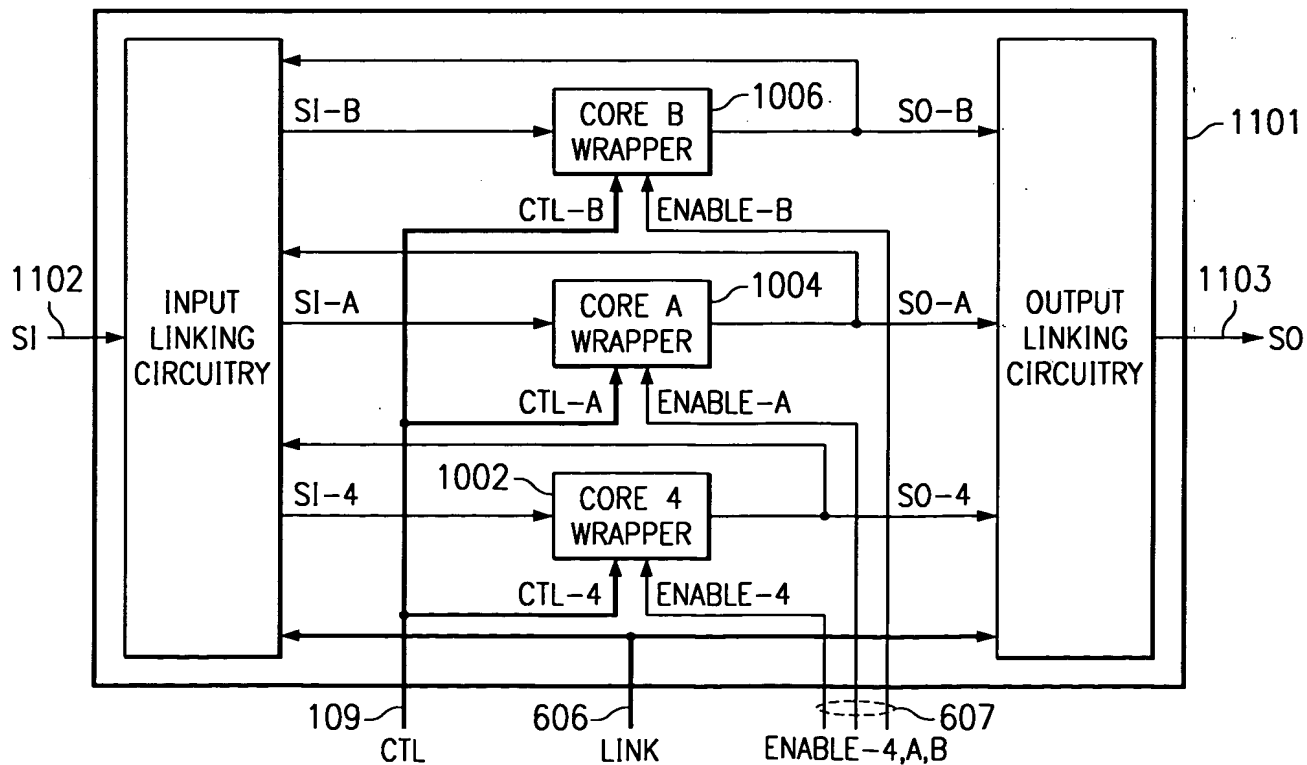 1006
SI-B
CORE B
WRAPPER
SO-B
1101
CTL-B
ENABLE-B
1102
SI
INPUT
LINKING
CIRCUITRY
SI-A
CORE A
WRAPPER
1004
SO-A
OUTPUT
LINKING
CIRCUITRY
1103
SO
CTL-A
ENABLE-A
1002
SI-4
CORE 4
WRAPPER
SO-4
CTL-4
ENABLE-4
109
606
607
CTL
LINK
ENABLE-4,A,B